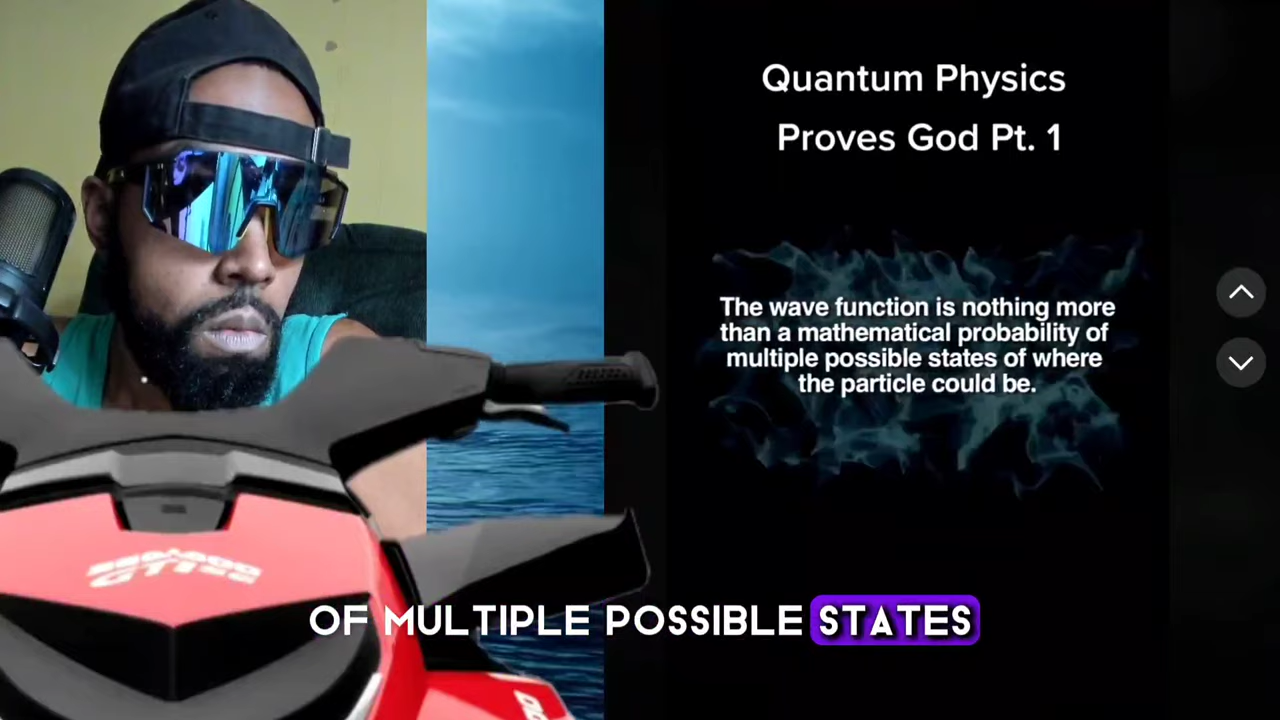 Quantum Physics
Proves God Pt. 1
The wave function is nothing more
than a mathematical probability of
multiple possible states of where
the particle could be.
OF MULTIPLE POSSIBLE STATES